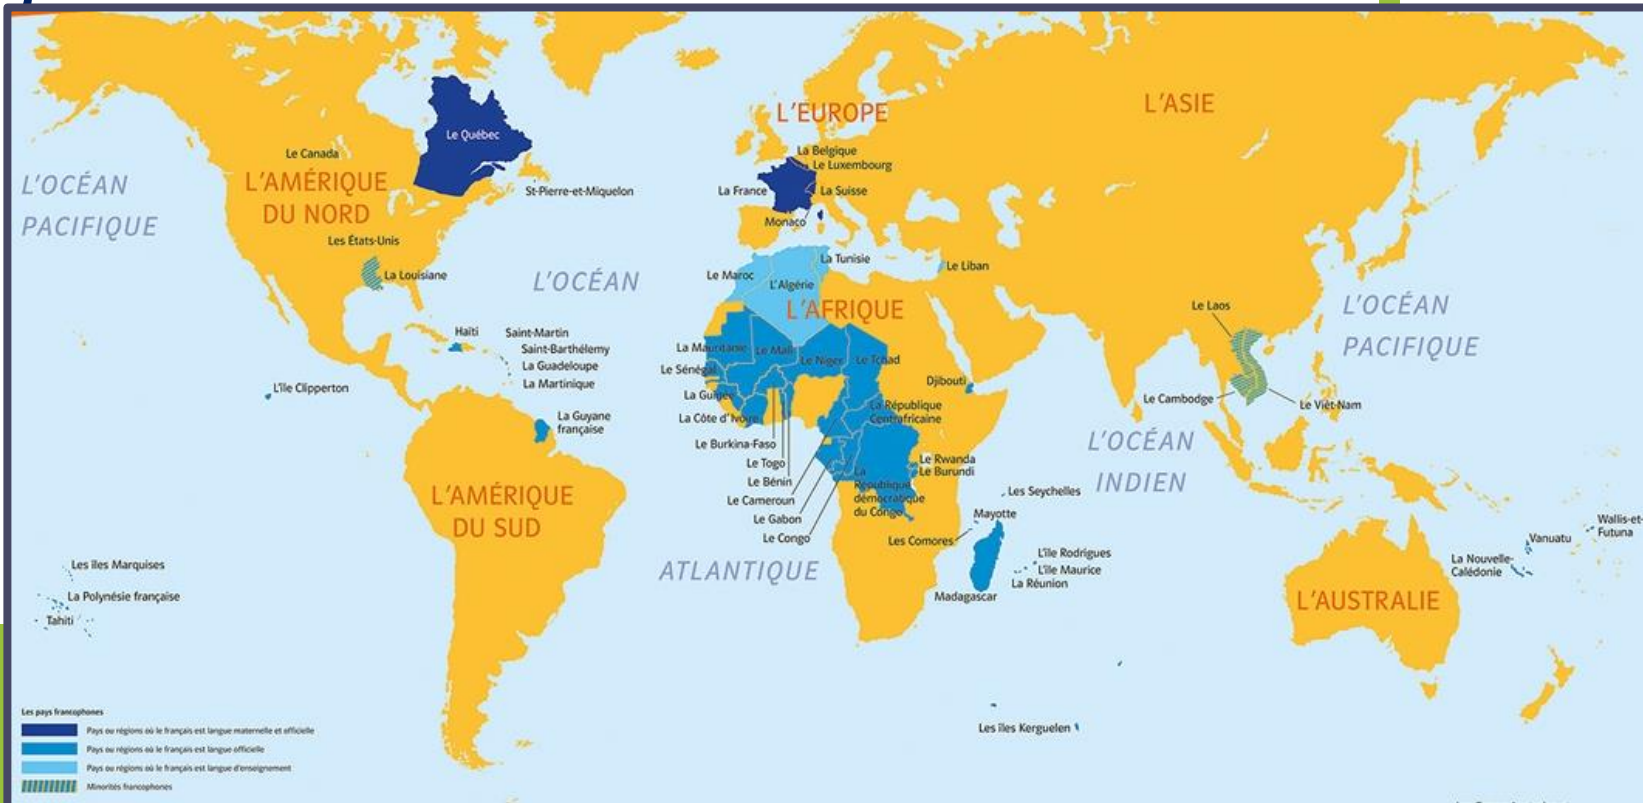 L'EUROPE
L'ASIE
Le Québec
La Belgique
Le Canada
Le Luxembourg
L'AMÉRIQUE
DU NORD
St-Pierre-et-Miquelon
La France
La Suisse
Monaco
L'OCÉAN
PACIFIQUE
Les États-Unis
La Louisiane
L'OCÉAN
Le Maroc
La Tunisie
L'Algérie
Le Liban
L'AFRIQUE
Le Laos
L'OCÉAN
PACIFIQUE
Haïti
Saint-Martin
Saint-Barthélemy
La Guadeloupe
La Martinique
La Mauritanie
Le Mali
Le Niger
Le Tchad
Le Sénégal
Djibouti
L'île Clipperton
La Guinée
La République
Centrafricaine
Le Cambodge
Le Viêt-Nam
La Guyane
française
La Côte d'Ivoire
Le Burkina-Faso
Le Togo
Le Bénin
Le Cameroun
Le Gabon
Le Congo
La
République
démocratique
du Congo
Le Rwanda
Le Burundi
L'OCÉAN
INDIEN
L'AMÉRIQUE
DU SUD
Les Seychelles
Mayotte
Les Comores
L'île Rodrigues
L'île Maurice
La Réunion
Madagascar
Wallis-et-
Futuna
Vanuatu
La Nouvelle-
Calédonie
Les îles Marquises
La Polynésie française
Tahiti
ATLANTIQUE
L'AUSTRALIE
Les îles Kerguelen
Les pays francophones
Pays ou régions où le français est langue maternelle et officielle
Pays ou régions où le français est langue officielle
Pays ou régions où le français est langue d'enseignement
Minorités francophones